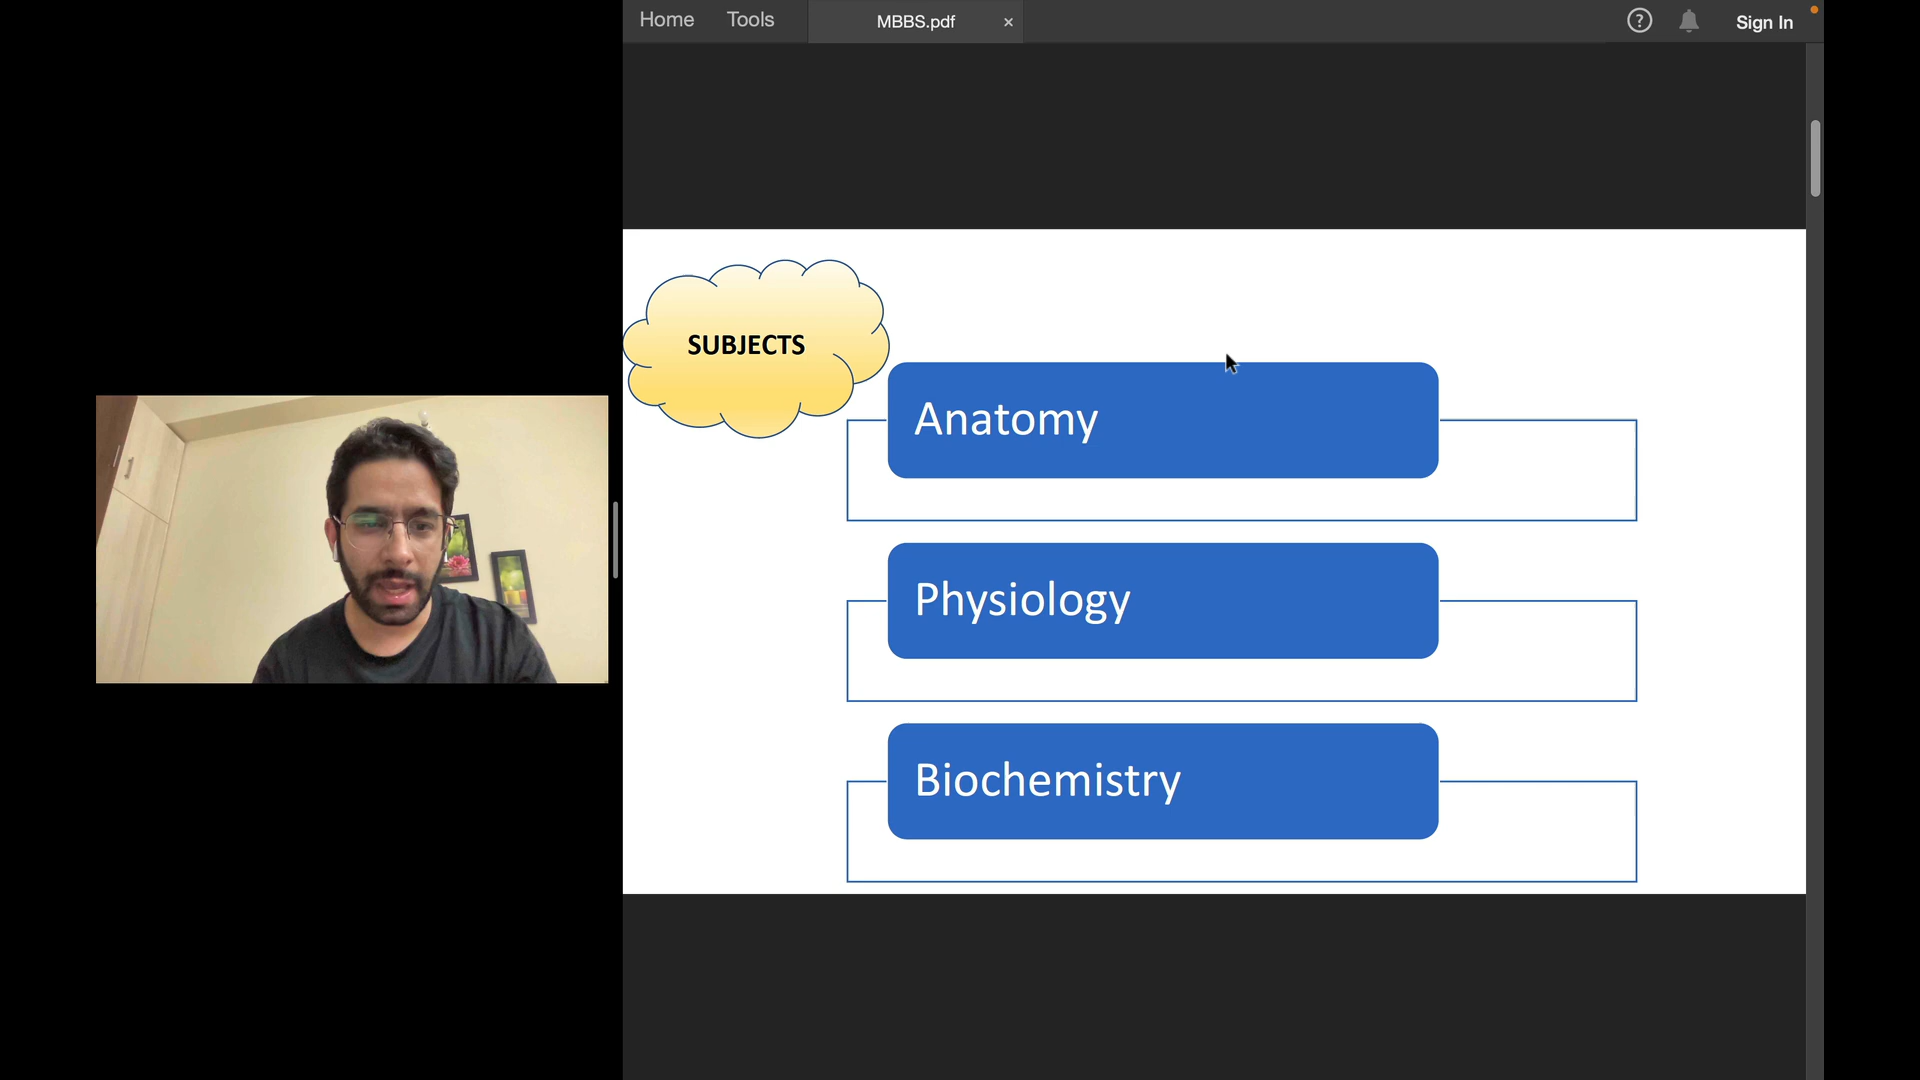 Home Tools MBBS.pdf × ? Sign In
SUBJECTS
Anatomy
Physiology
Biochemistry